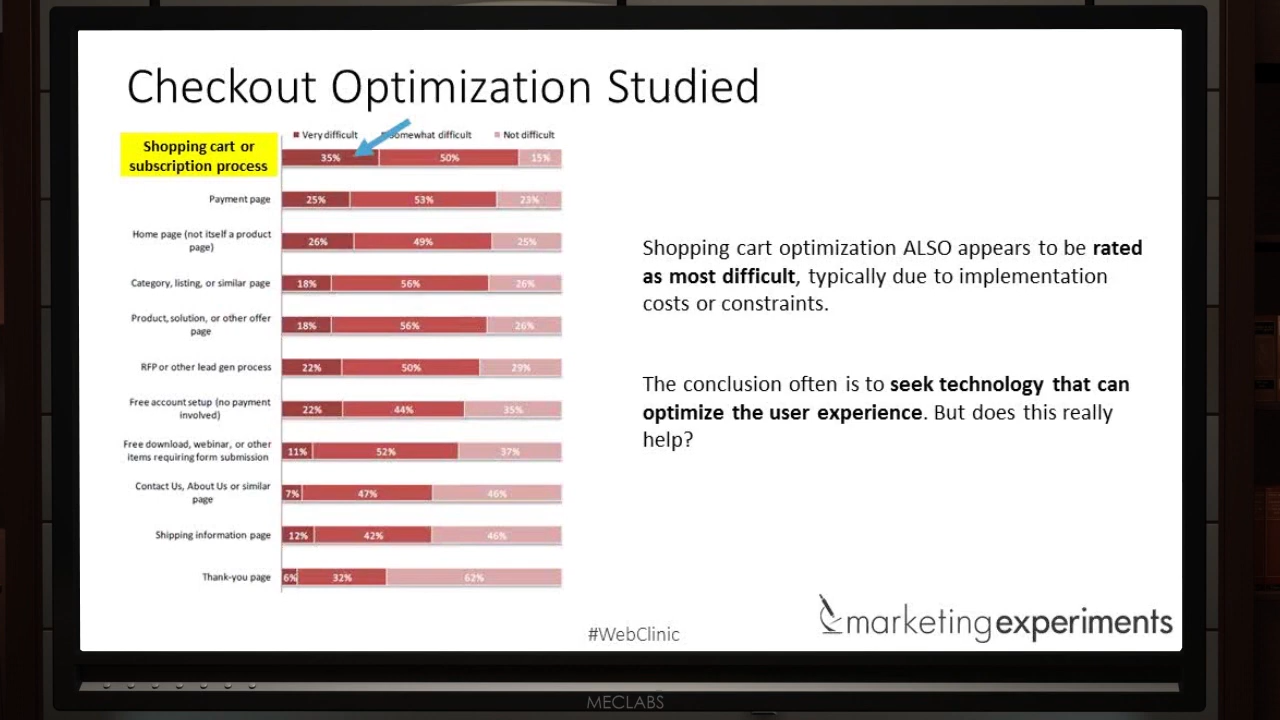 Checkout Optimization Studied
Very difficult
Somewhat difficult
Not difficult
Shopping cart or
subscription process
35%
50%
15%
Payment page
25%
53%
23%
Home page (not itself a product
page)
26%
49%
25%
Category, listing, or similar page
18%
56%
26%
Product, solution, or other offer
page
18%
56%
26%
RFP or other lead gen process
22%
50%
29%
Free account setup (no payment
involved)
22%
44%
35%
Free download, webinar, or other
items requiring form submission
11%
52%
37%
Contact Us, About Us or similar
page
7%
47%
46%
Shipping information page
12%
42%
46%
Thank-you page
6%
32%
62%
Shopping cart optimization ALSO appears to be rated
as most difficult, typically due to implementation
costs or constraints.
The conclusion often is to seek technology that can
optimize the user experience. But does this really
help?
#WebClinic
marketingexperiments
MECLABS